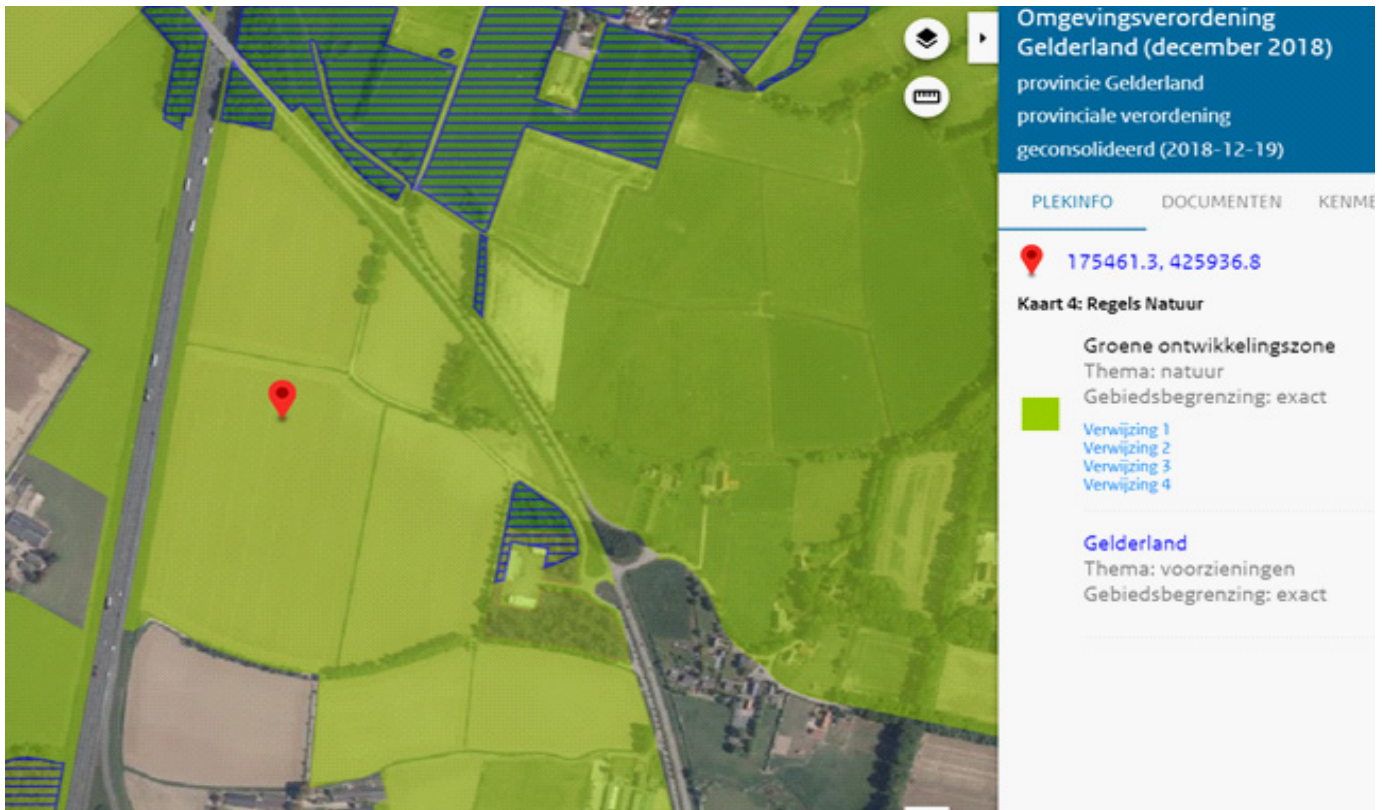 Omgevingsverordening
Gelderland (december 2018)
provincie Gelderland
provinciale verordening
geconsolideerd (2018-12-19)
PLEKINFO DOCUMENTEN KENME
175461.3, 425936.8
Kaart 4: Regels Natuur
Groene ontwikkelingszone
Thema: natuur
Gebiedsbegrenzing: exact
Verwijzing 1
Verwijzing 2
Verwijzing 3
Verwijzing 4
Gelderland
Thema: voorzieningen
Gebiedsbegrenzing: exact